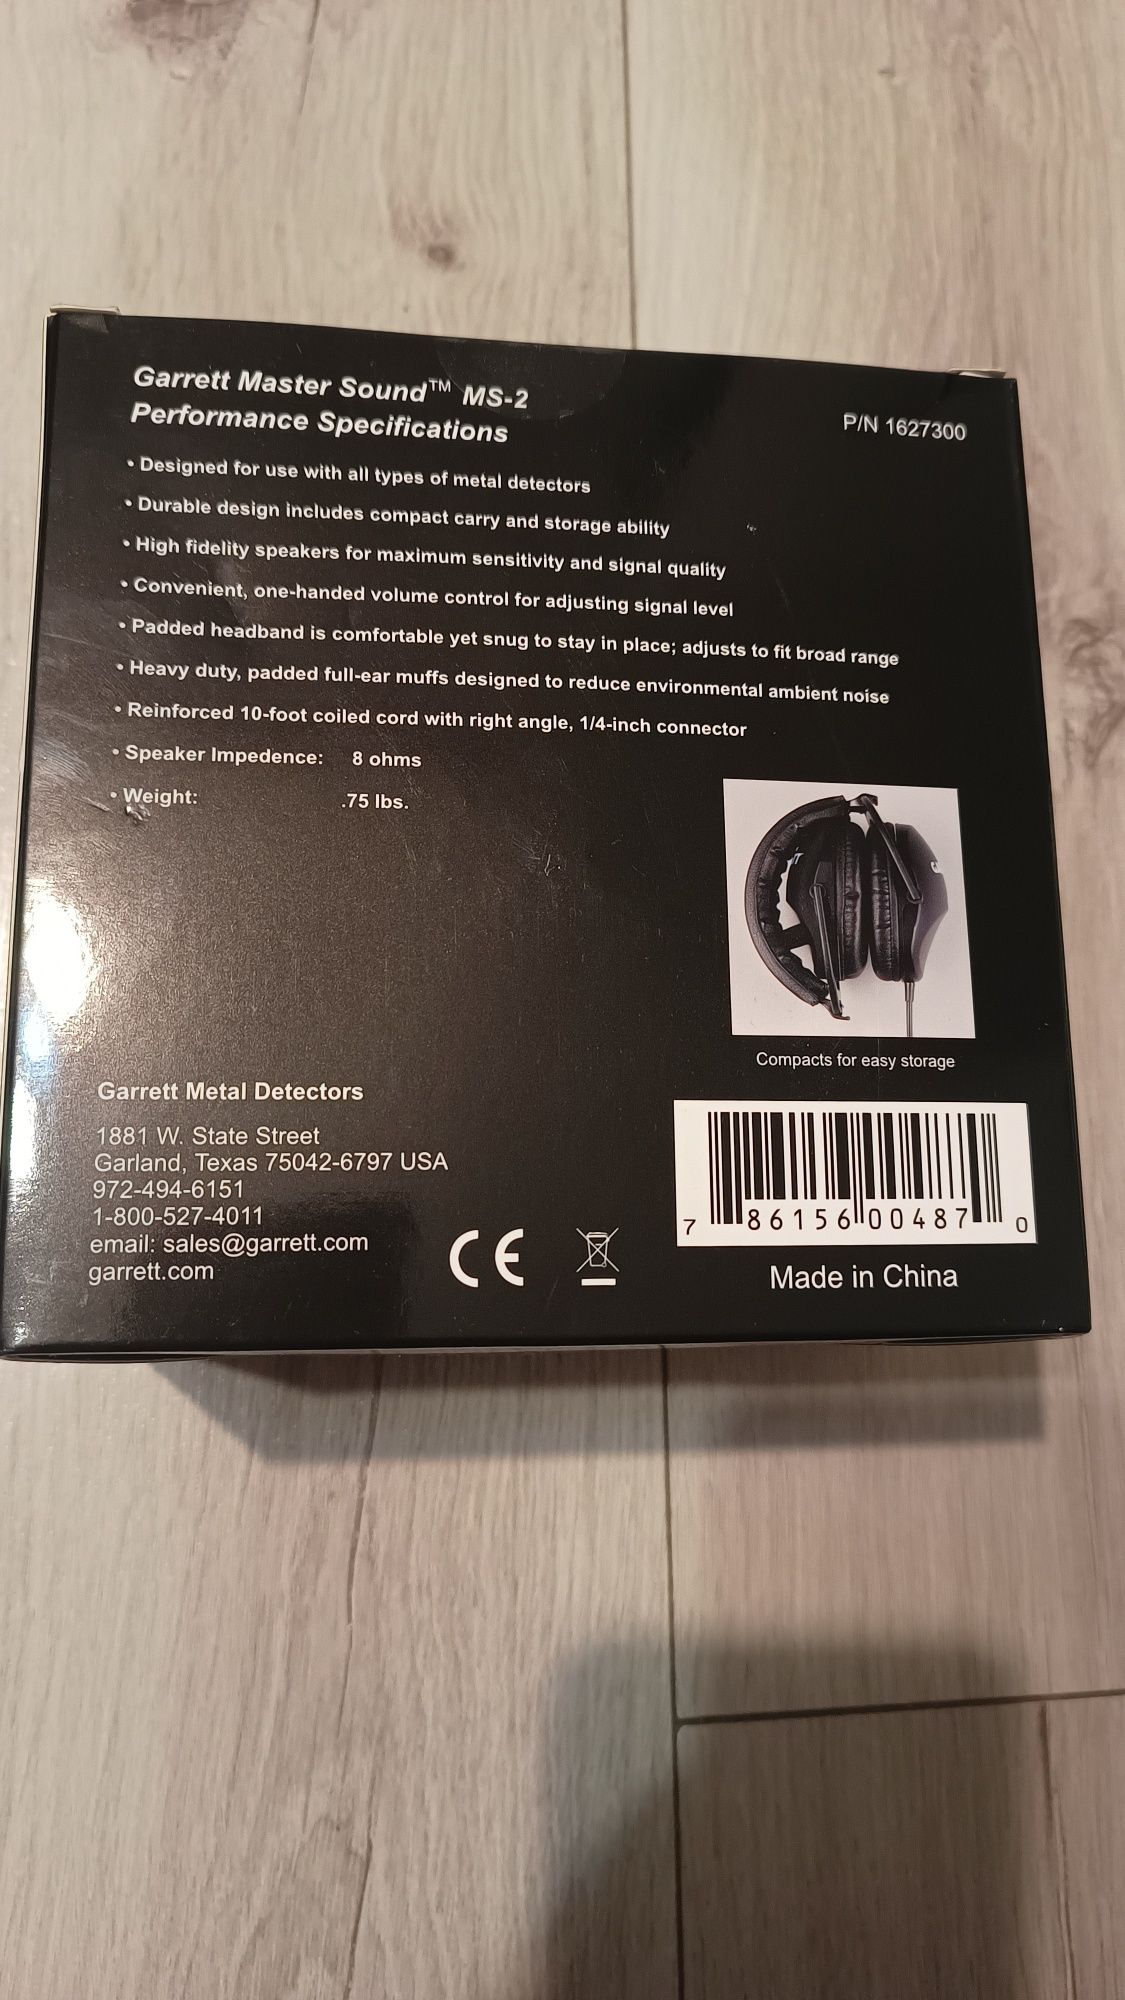 Garrett Master Sound™ MS-2
Performance Specifications
P/N 1627300
• Designed for use with all types of metal detectors
• Durable design includes compact carry and storage ability
• High fidelity speakers for maximum sensitivity and signal quality
• Convenient, one-handed volume control for adjusting signal level
• Padded headband is comfortable yet snug to stay in place; adjusts to fit broad range
• Heavy duty, padded full-ear muffs designed to reduce environmental ambient noise
• Reinforced 10-foot coiled cord with right angle, 1/4-inch connector
• Speaker Impedence: 8 ohms
• Weight: .75 lbs.
Compacts for easy storage
Garrett Metal Detectors
1881 W. State Street
Garland, Texas 75042-6797 USA
972-494-6151
1-800-527-4011
email: sales@garrett.com
garrett.com
CE
7 86156 00487 0
Made in China